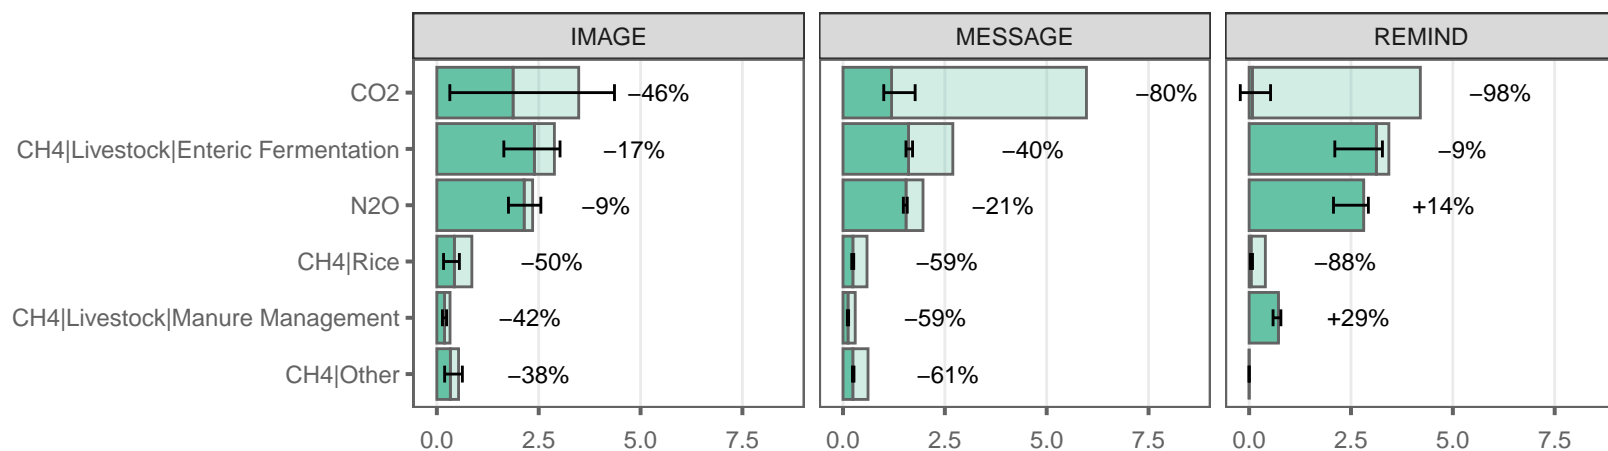 IMAGE MESSAGE REMIND
CO2 −46% −80% −98%
CH4|Livestock|Enteric Fermentation −17% −40% −9%
N2O −9% −21% +14%
CH4|Rice −50% −59% −88%
CH4|Livestock|Manure Management −42% −59% +29%
CH4|Other −38% −61%
0.0 2.5 5.0 7.5 0.0 2.5 5.0 7.5 0.0 2.5 5.0 7.5